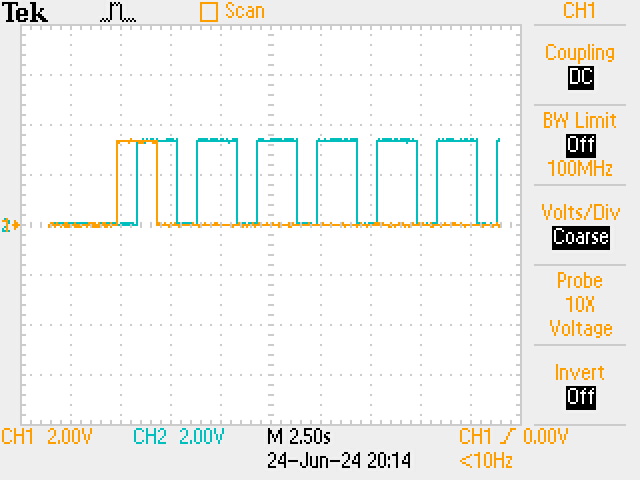 Tek
Scan
CH1
Coupling
DC
BW Limit
Off
100MHz
Volts/Div
Coarse
Probe
10X
Voltage
Invert
Off
2
CH1 2.00V CH2 2.00V M 2.50s CH1 0.00V
24-Jun-24 20:14 <10Hz